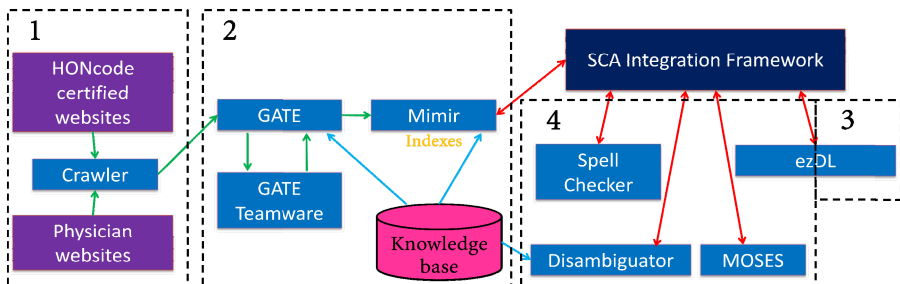 1
HONcode
certified
websites
Crawler
Physician
websites
2
GATE
Mimir
Indexes
GATE
Teamware
Knowledge
base
SCA Integration Framework
4
Spell
Checker
Disambiguator
MOSES
3
ezDL